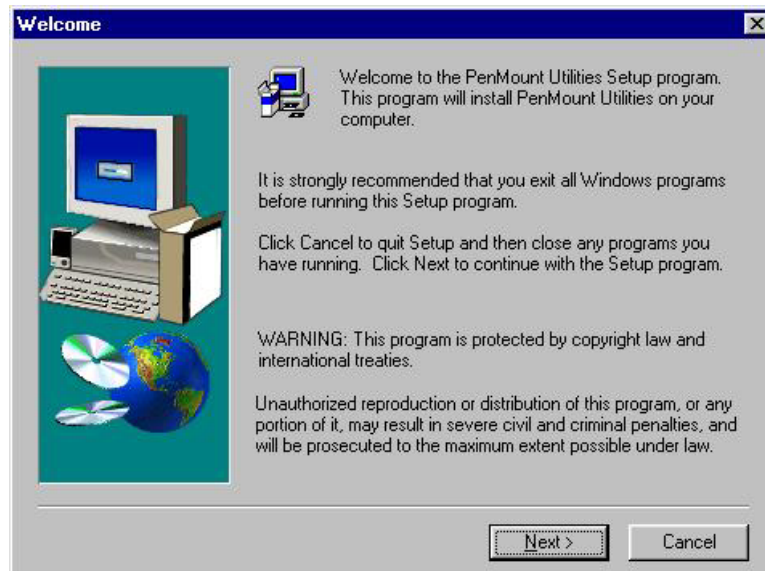 Welcome
Welcome to the PenMount Utilities Setup program.
This program will install PenMount Utilities on your
computer.
It is strongly recommended that you exit all Windows programs
before running this Setup program.
Click Cancel to quit Setup and then close any programs you
have running.  Click Next to continue with the Setup program.
WARNING: This program is protected by copyright law and
international treaties.
Unauthorized reproduction or distribution of this program, or any
portion of it, may result in severe civil and criminal penalties, and
will be prosecuted to the maximum extent possible under law.
Next >
Cancel